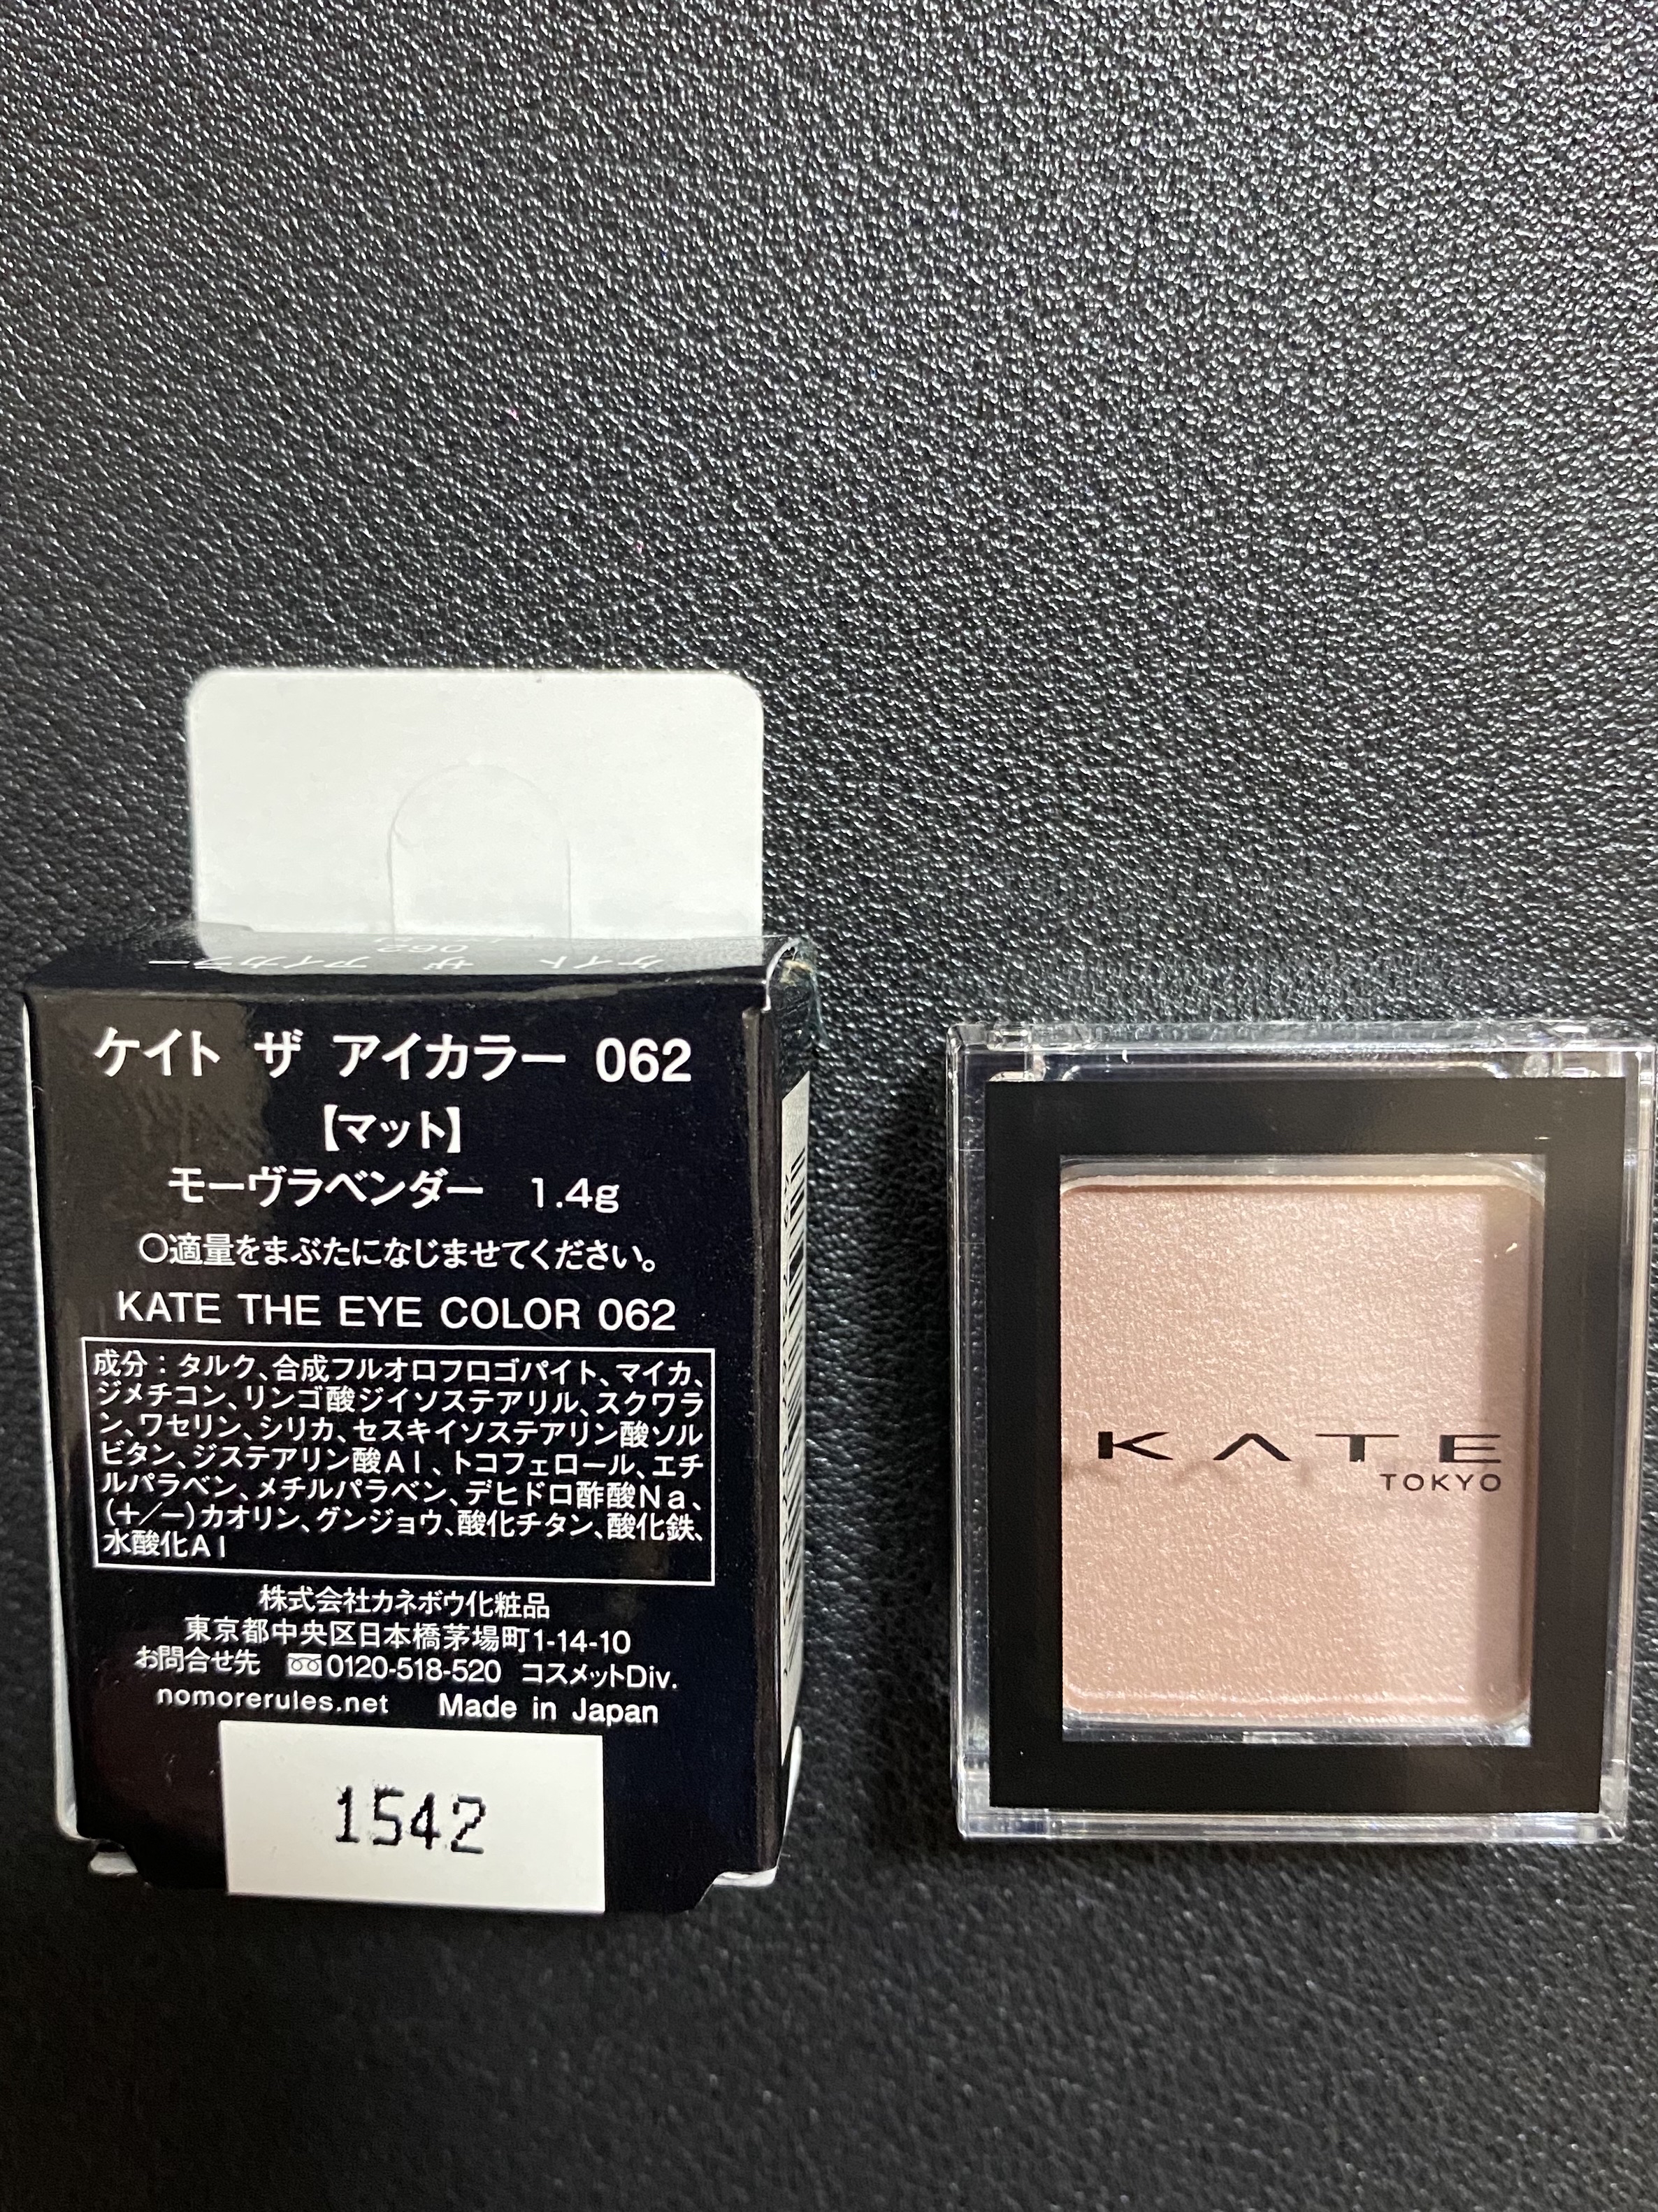 ケイト ザ アイカラー
062
ケイト ザ アイカラー 062
【マット】
モーヴラベンダー 1.4g
○適量をまぶたになじませてください。
KATE THE EYE COLOR 062
成分：タルク、合成フルオロフロゴパイト、マイカ、
ジメチコン、リンゴ酸ジイソステアリル、スクワラ
ン、ワセリン、シリカ、セスキイソステアリン酸ソル
ビタン、ジステアリン酸Al、トコフェロール、エチ
ルパラベン、メチルパラベン、デヒドロ酢酸Na、
(+/−)カオリン、グンジョウ、酸化チタン、酸化鉄、
水酸化Al
株式会社カネボウ化粧品
東京都中央区日本橋茅場町1-14-10
お問合せ先 0120-518-520 コスメットDiv.
nomorerules.net Made in Japan
1542
KATE
TOKYO